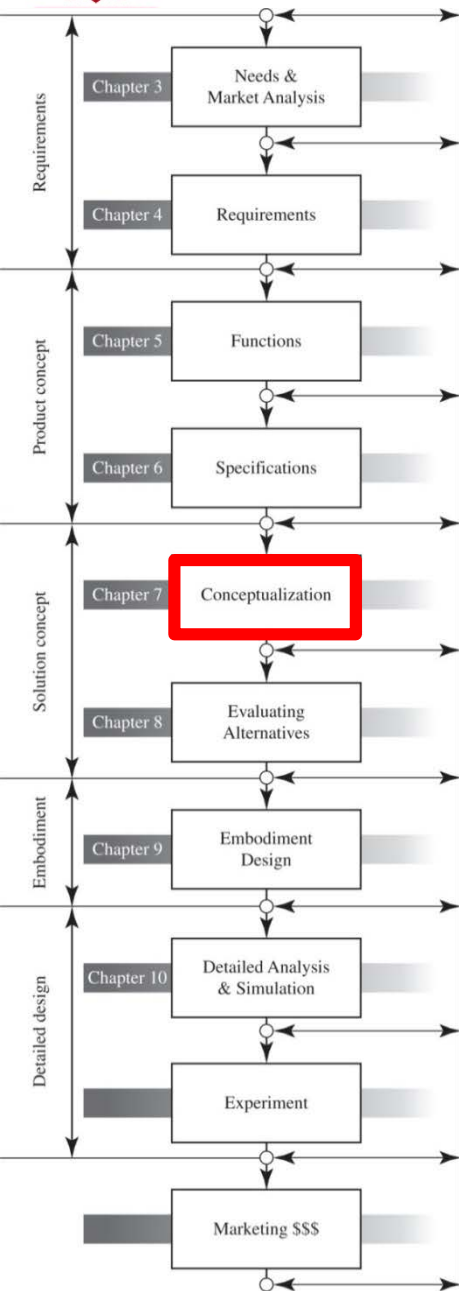 Requirements
Chapter 3
Needs &
Market Analysis
Chapter 4
Requirements
Product concept
Chapter 5
Functions
Chapter 6
Specifications
Solution concept
Chapter 7
Conceptualization
Chapter 8
Evaluating
Alternatives
Embodiment
Chapter 9
Embodiment
Design
Detailed design
Chapter 10
Detailed Analysis
& Simulation
Experiment
Marketing $$$